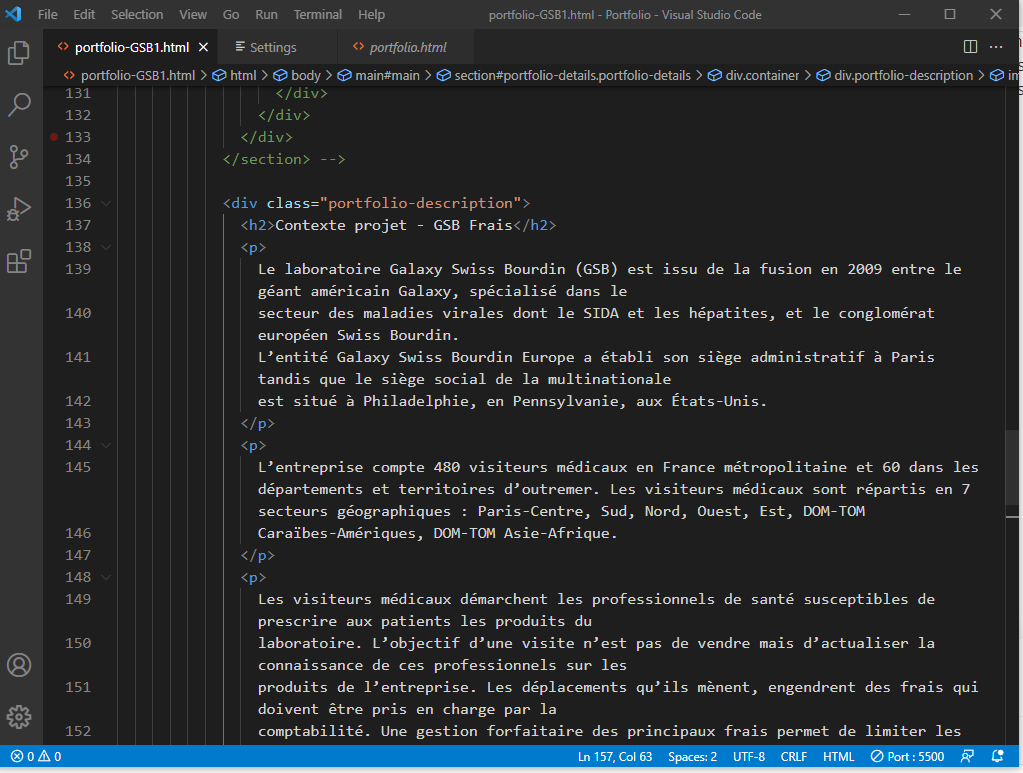 File Edit Selection View Go Run Terminal Help portfolio-GSB1.html - Portfolio - Visual Studio Code
<> portfolio-GSB1.html × Settings <> portfolio.html ···
<> portfolio-GSB1.html > html > body > main#main > section#portfolio-details.portfolio-details > div.container > div.portfolio-description >
131 </div>
132 </div>
133 </div>
134 </section> -->
135
136 <div class="portfolio-description">
137 <h2>Contexte projet - GSB Frais</h2>
138 <p>
139 Le laboratoire Galaxy Swiss Bourdin (GSB) est issu de la fusion en 2009 entre le
géant américain Galaxy, spécialisé dans le
140 secteur des maladies virales dont le SIDA et les hépatites, et le conglomérat
européen Swiss Bourdin.
141 L’entité Galaxy Swiss Bourdin Europe a établi son siège administratif à Paris
tandis que le siège social de la multinationale
142 est situé à Philadelphie, en Pennsylvanie, aux États-Unis.
143 </p>
144 <p>
145 L’entreprise compte 480 visiteurs médicaux en France métropolitaine et 60 dans les
départements et territoires d’outremer. Les visiteurs médicaux sont répartis en 7
secteurs géographiques : Paris-Centre, Sud, Nord, Ouest, Est, DOM-TOM
146 Caraïbes-Amériques, DOM-TOM Asie-Afrique.
147 </p>
148 <p>
149 Les visiteurs médicaux démarchent les professionnels de santé susceptibles de
prescrire aux patients les produits du
150 laboratoire. L’objectif d’une visite n’est pas de vendre mais d’actualiser la
connaissance de ces professionnels sur les
151 produits de l’entreprise. Les déplacements qu’ils mènent, engendrent des frais qui
doivent être pris en charge par la
152 comptabilité. Une gestion forfaitaire des principaux frais permet de limiter les
0 0 Ln 157, Col 63 Spaces: 2 UTF-8 CRLF HTML Port : 5500